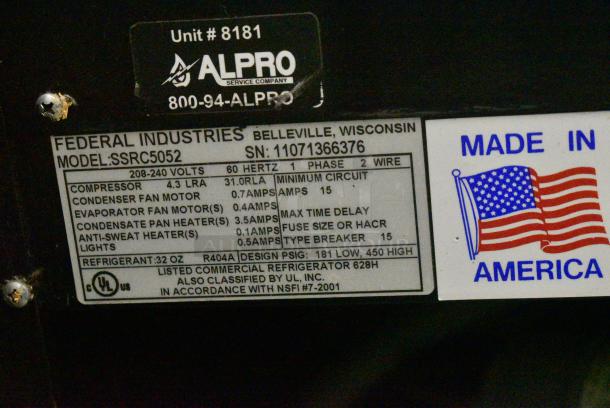 Unit # 8181
ALPRO
SERVICE COMPANY
800-94-ALPRO
FEDERAL INDUSTRIES BELLEVILLE, WISCONSIN
MODEL:SSRC5052 SN: 11071366376
208-240 VOLTS 60 HERTZ 1 PHASE 2 WIRE
COMPRESSOR 4.3 LRA 31.0RLA
CONDENSER FAN MOTOR 0.7AMPS
EVAPORATOR FAN MOTOR(S) 0.4AMPS
CONDENSATE PAN HEATER(S) 3.5AMPS
ANTI-SWEAT HEATER(S) 0.1AMPS
LIGHTS 0.5AMPS
MINIMUM CIRCUIT
AMPS 15
MAX TIME DELAY
FUSE SIZE OR HACR
TYPE BREAKER 15
REFRIGERANT:32 OZ R404A DESIGN PSIG: 181 LOW, 450 HIGH
LISTED COMMERCIAL REFRIGERATOR 628H
ALSO CLASSIFIED BY UL, INC.
IN ACCORDANCE WITH NSFI #7-2001
C UL US
MADE IN
AMERICA